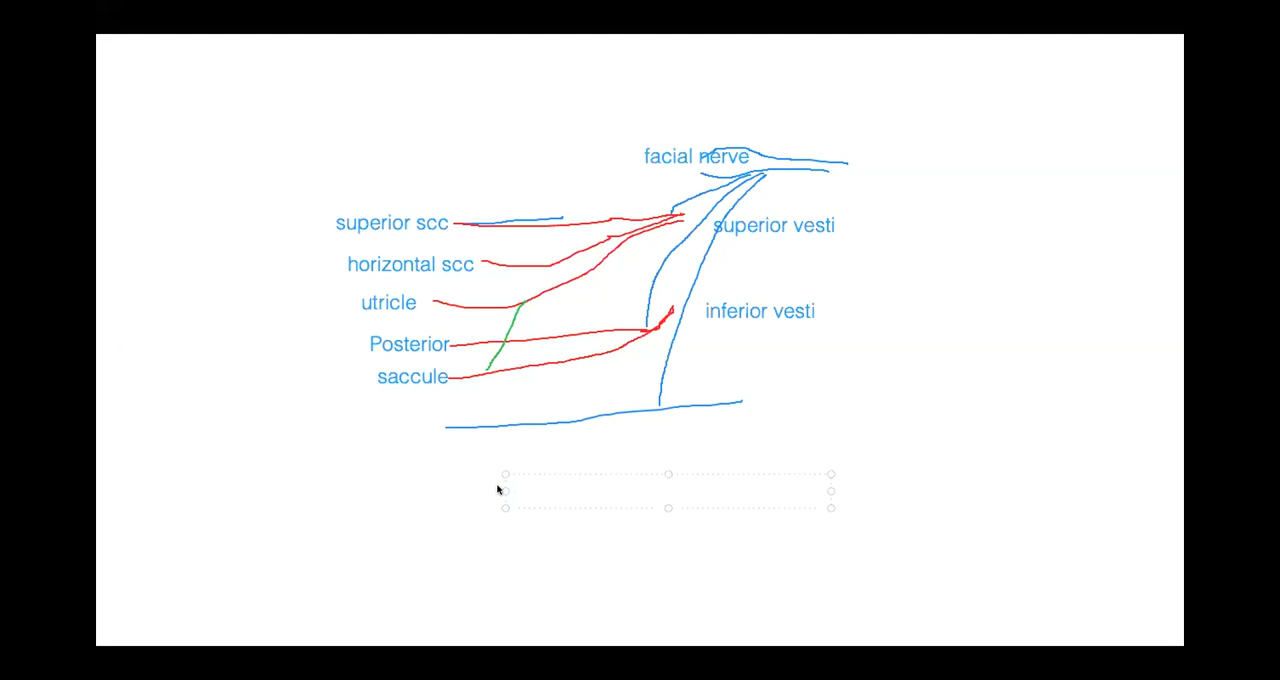 facial nerve
superior scc
superior vesti
horizontal scc
utricle
inferior vesti
Posterior
saccule